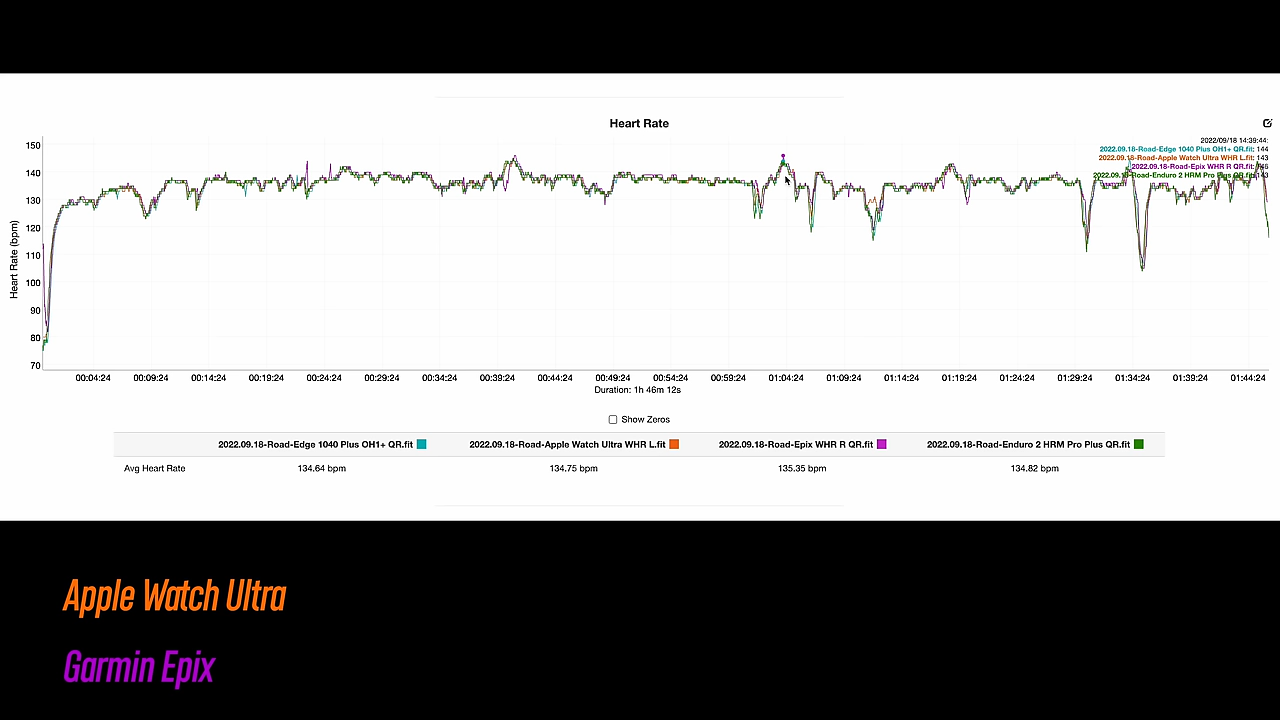 Heart Rate
2022/09/18 14:39:44:
2022.09.18-Road-Edge 1040 Plus OH1+ QR.fit: 144
2022.09.18-Road-Apple Watch Ultra WHR L.fit: 143
2022.09.18-Road-Epix WHR R QR.fit: 146
2022.09.18-Road-Enduro 2 HRM Pro Plus QR.fit: 143
Heart Rate (bpm)
150
140
130
120
110
100
90
80
70
00:04:24 00:09:24 00:14:24 00:19:24 00:24:24 00:29:24 00:34:24 00:39:24 00:44:24 00:49:24 00:54:24 00:59:24 01:04:24 01:09:24 01:14:24 01:19:24 01:24:24 01:29:24 01:34:24 01:39:24 01:44:24
Duration: 1h 46m 12s
Show Zeros
2022.09.18-Road-Edge 1040 Plus OH1+ QR.fit 2022.09.18-Road-Apple Watch Ultra WHR L.fit 2022.09.18-Road-Epix WHR R QR.fit 2022.09.18-Road-Enduro 2 HRM Pro Plus QR.fit
Avg Heart Rate 134.64 bpm 134.75 bpm 135.35 bpm 134.82 bpm
Apple Watch Ultra
Garmin Epix